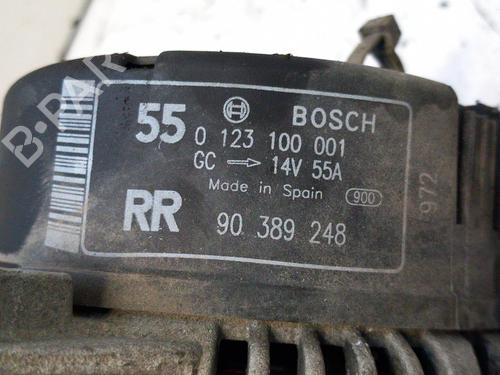 55 BOSCH
0 123 100 001
GC → 14V 55A
Made in Spain 900
RR 90 389 248
972
B-PARTS